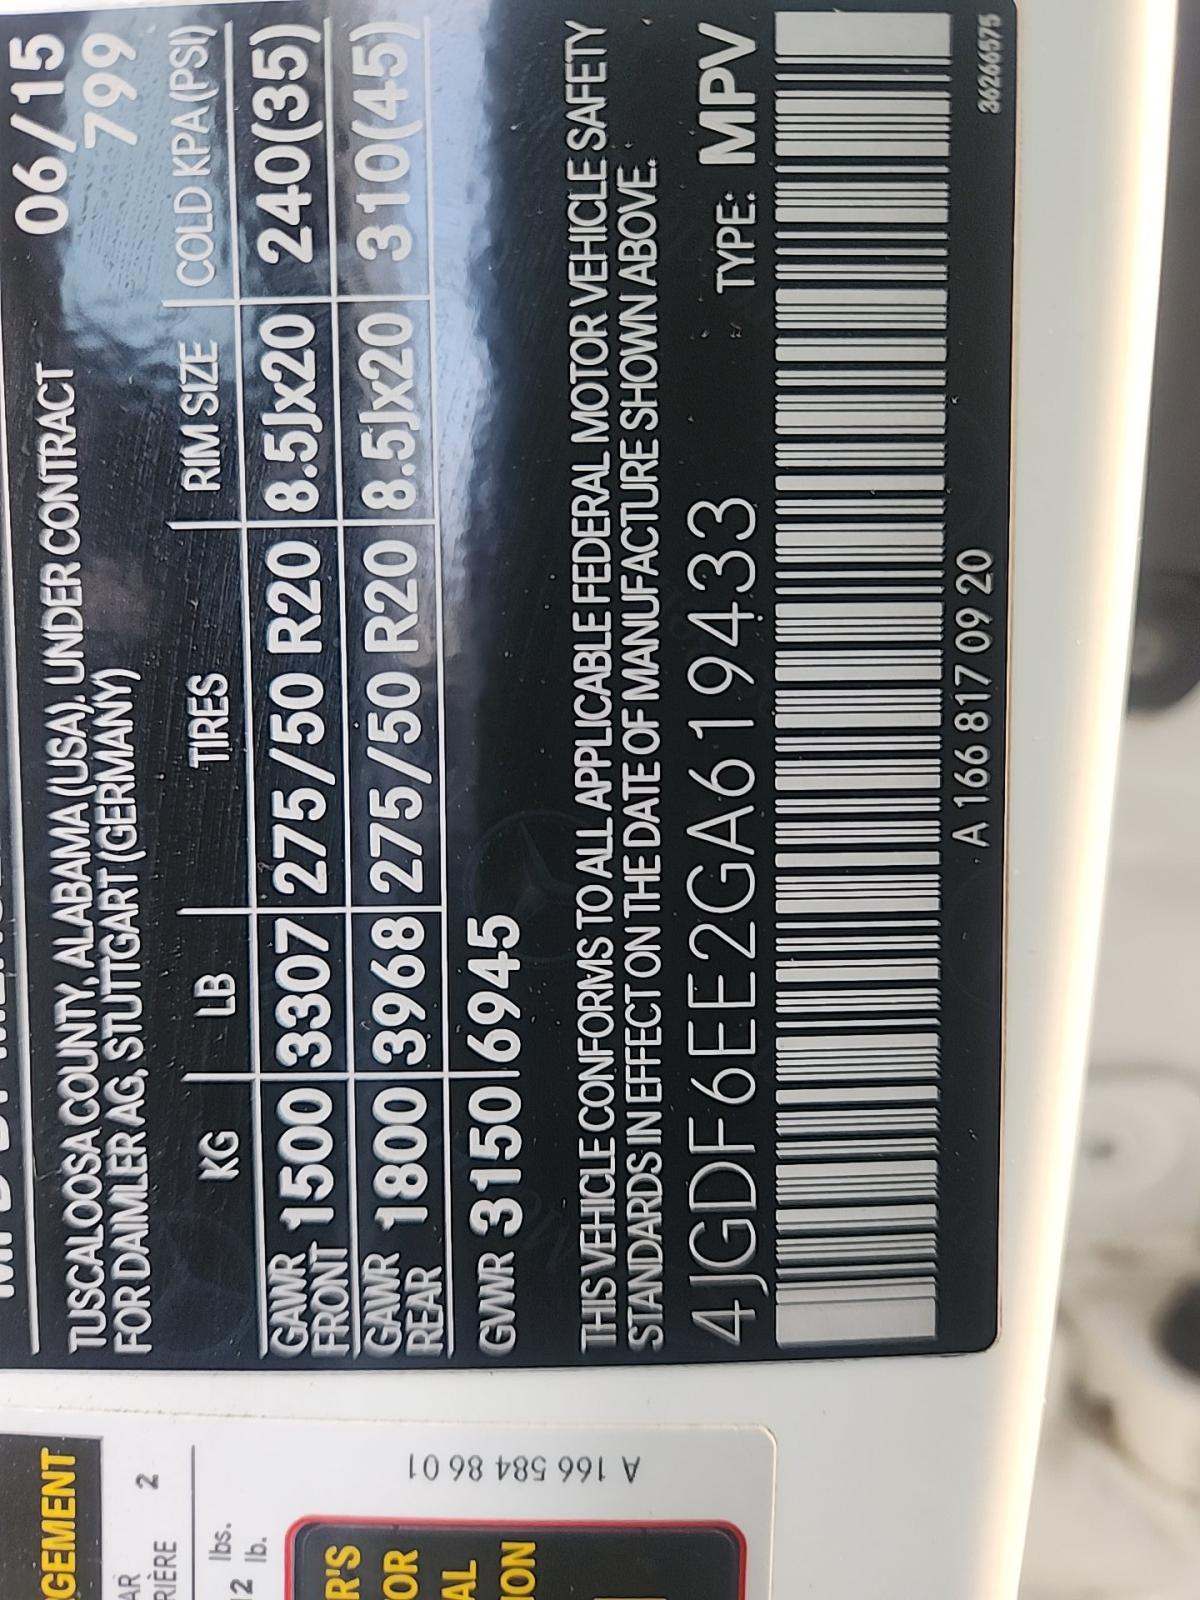 06/15
799
TUSCALOOSA COUNTY, ALABAMA (USA), UNDER CONTRACT
FOR DAIMLER AG, STUTTGART (GERMANY)
KG LB TIRES RIM SIZE COLD KPA (PSI)
GAWR FRONT 1500 3307 275/50 R20 8.5Jx20 240(35)
GAWR REAR 1800 3968 275/50 R20 8.5Jx20 310(45)
GVWR 3150 6945
THIS VEHICLE CONFORMS TO ALL APPLICABLE FEDERAL MOTOR VEHICLE SAFETY
STANDARDS IN EFFECT ON THE DATE OF MANUFACTURE SHOWN ABOVE.
4JGDF6EE2GA619433 TYPE: MPV
A 166 817 09 20
36266575
A 166 584 86 01
2
lbs.
lb.